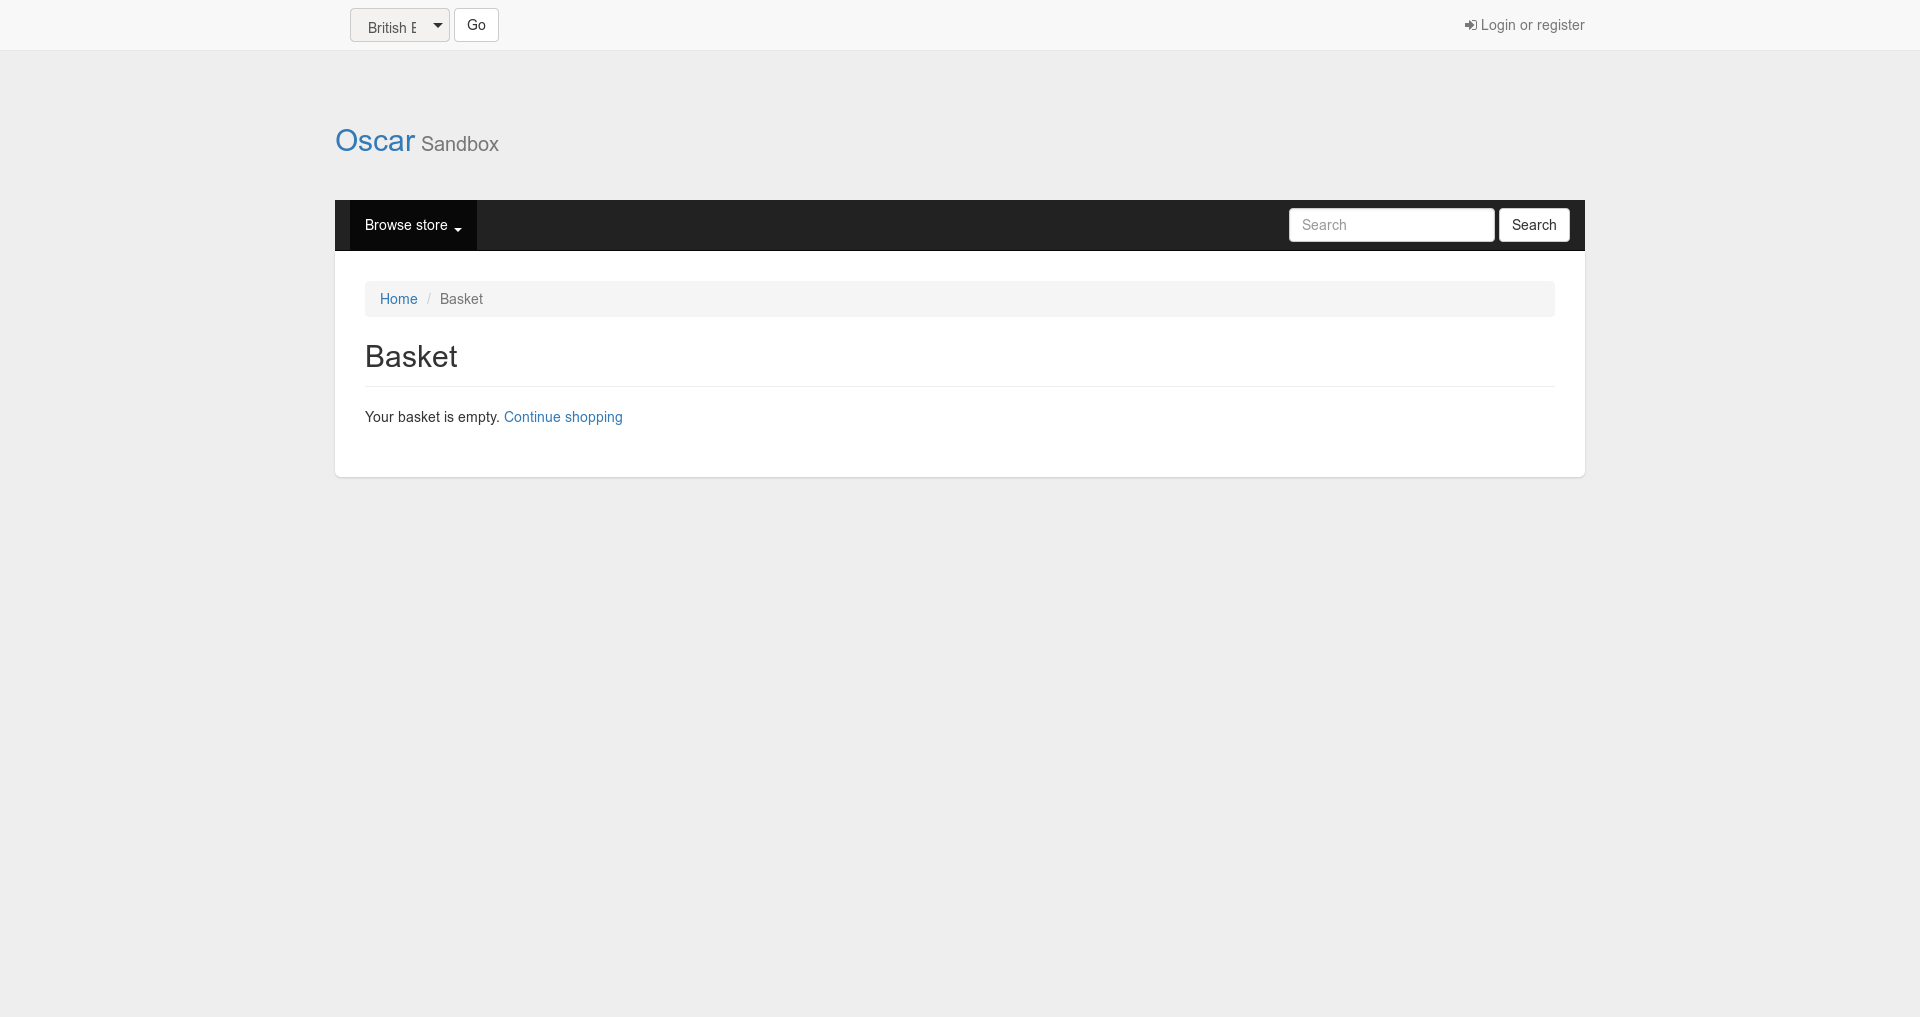 British E
Go
Login or register
Oscar Sandbox
Browse store
Search
Search
Home / Basket
Basket
Your basket is empty. Continue shopping